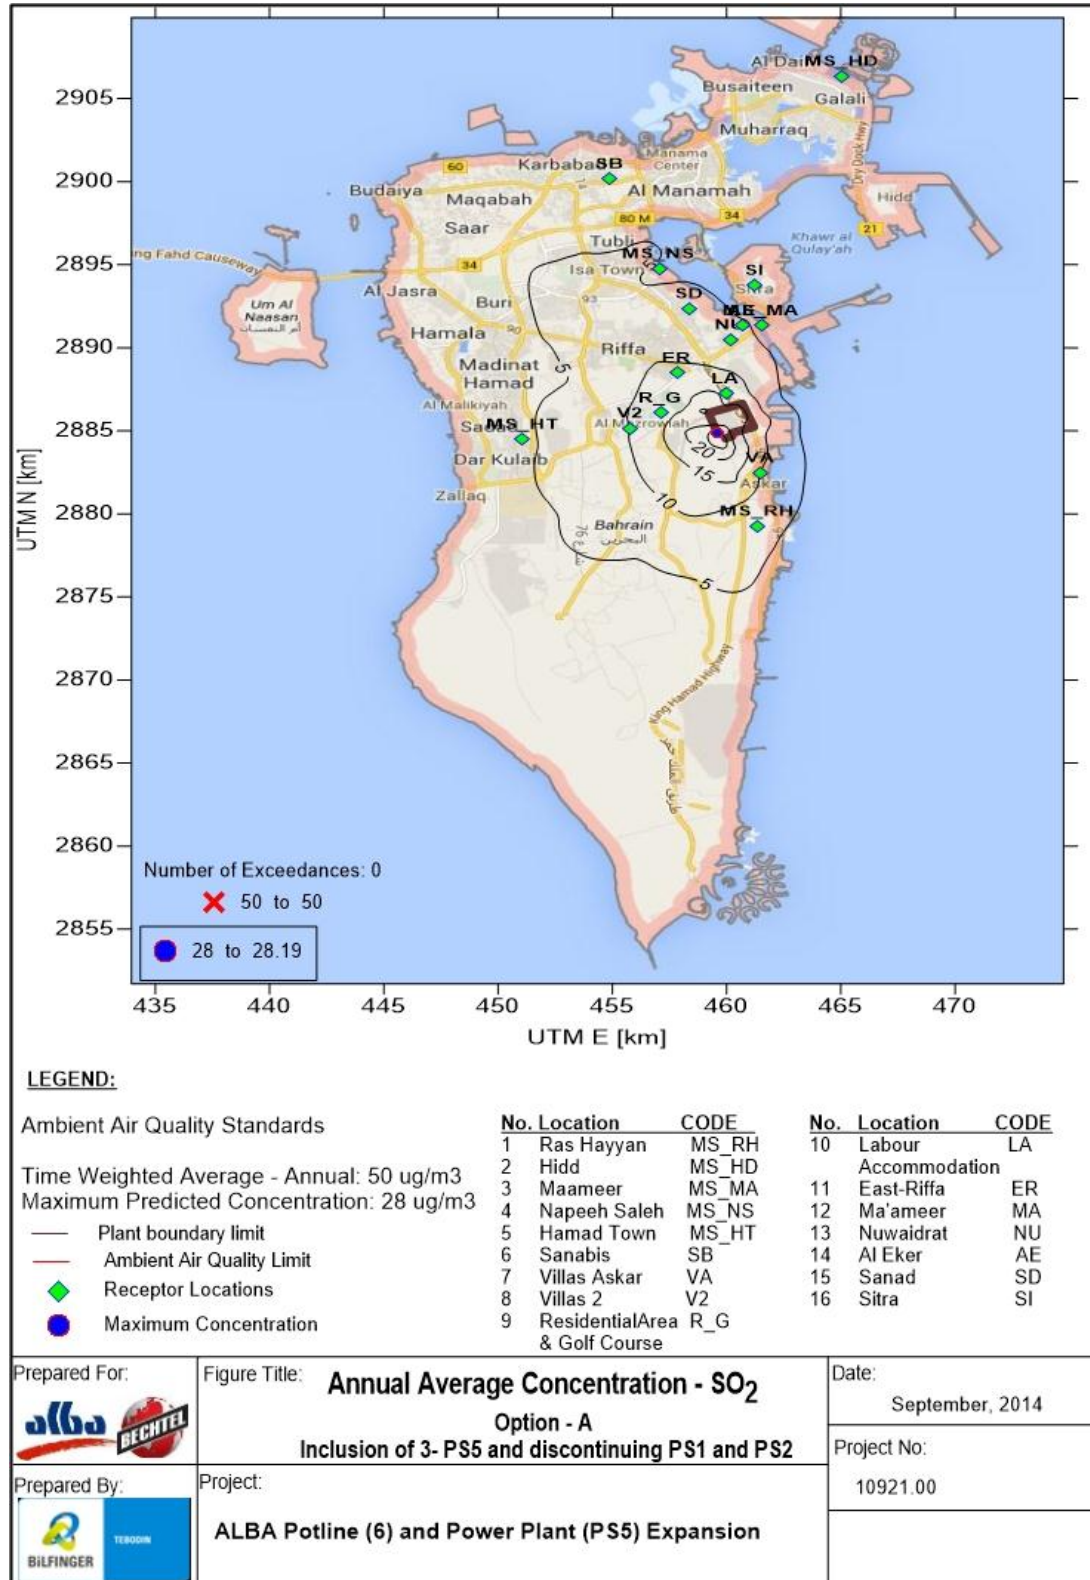 MS_HD
Al Dai
Busaiteen
Galali
2905
Muharraq
Manama
Center
Dry Dock Hwy
60
Karbabad
SB
14
2900
Budaiya
Maqabah
Al Manamah
Hidd
Saar
80 M
34
21
Khawr al
Qulay'ah
Tubli
2895
ng Fahd Causeway
34
MS_NS
5
Isa Town
SI
Sitra
Al Jasra
Buri
93
SD
Um Al
Naasan
أم النعسان
MA
NU
2890
Hamala
90
Riffa
Madinat
Hamad
5
ER
LA
Al Malikiyah
R_G
V2
Al Mazrowiah
2885
MS_HT
Dar Kulaib
20
15
VA
Askar
Zallaq
10
MS_RH
2880
Bahrain
البحرين
5
2875
2870
King Hamad Highway
2865
2860
2855
UTM N [km]
Number of Exceedances: 0
50 to 50
28 to 28.19
435 440 445 450 455 460 465 470
UTM E [km]
LEGEND:
Ambient Air Quality Standards
Time Weighted Average - Annual: 50 ug/m3
Maximum Predicted Concentration: 28 ug/m3
Plant boundary limit
Ambient Air Quality Limit
Receptor Locations
Maximum Concentration
No. Location CODE
1 Ras Hayyan MS_RH
2 Hidd MS_HD
3 Maameer MS_MA
4 Napeeh Saleh MS_NS
5 Hamad Town MS_HT
6 Sanabis SB
7 Villas Askar VA
8 Villas 2 V2
9 ResidentialArea R_G
& Golf Course
No. Location CODE
10 Labour LA
Accommodation
11 East-Riffa ER
12 Ma'ameer MA
13 Nuwaidrat NU
14 Al Eker AE
15 Sanad SD
16 Sitra SI
Prepared For:
alba
BECHTEL
Figure Title:
Annual Average Concentration - SO2
Option - A
Inclusion of 3- PS5 and discontinuing PS1 and PS2
Date:
September, 2014
Project No:
10921.00
Prepared By:
BILFINGER
TEBODIN
Project:
ALBA Potline (6) and Power Plant (PS5) Expansion